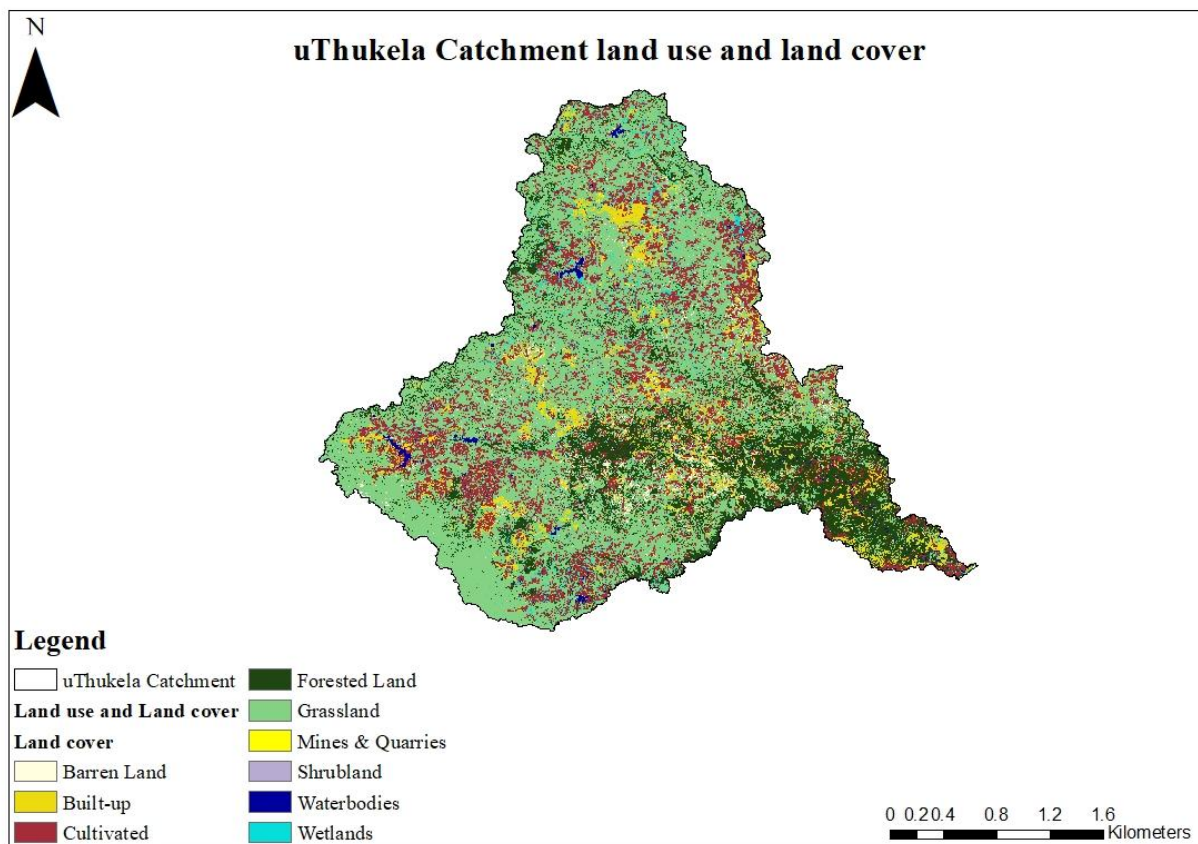 N
uThukela Catchment land use and land cover
Legend
uThukela Catchment
Land use and Land cover
Land cover
Barren Land
Built-up
Cultivated
Forested Land
Grassland
Mines & Quarries
Shrubland
Waterbodies
Wetlands
0 0.2 0.4 0.8 1.2 1.6
Kilometers